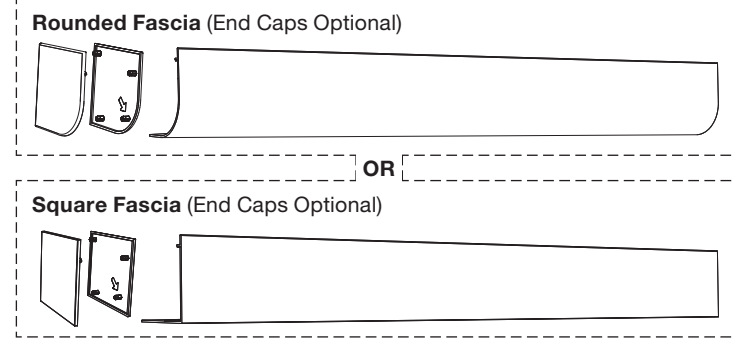 Rounded Fascia (End Caps Optional)
OR
Square Fascia (End Caps Optional)